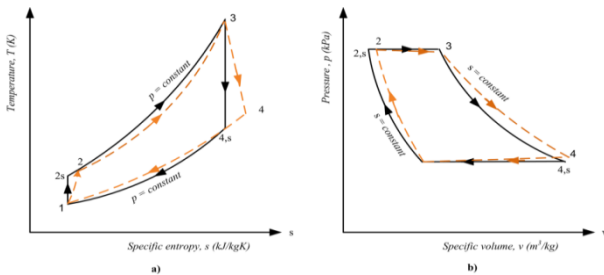 Temperature, T (K)
3
p = constant
4
4,s
2
2s
p = constant
1
s
Specific entropy, s (kJ/kgK)
a)
Pressure, p (kPa)
2
2,s
3
s = constant
s = constant
4
4,s
v
Specific volume, v (m³/kg)
b)